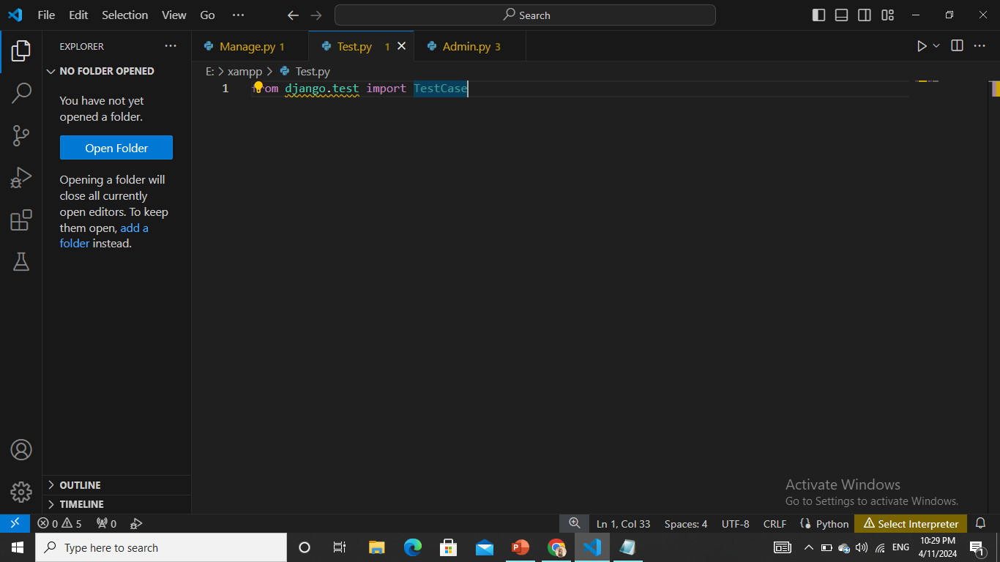 File Edit Selection View Go ··· Search
EXPLORER ···
Manage.py 1 Test.py 1 Admin.py 3
NO FOLDER OPENED
E: > xampp > Test.py
1 from django.test import TestCase
You have not yet
opened a folder.
Open Folder
Opening a folder will
close all currently
open editors. To keep
them open, add a
folder instead.
Activate Windows
Go to Settings to activate Windows.
OUTLINE
TIMELINE
0 5 0 Ln 1, Col 33 Spaces: 4 UTF-8 CRLF Python Select Interpreter
Type here to search ENG 10:29 PM
4/11/2024 1